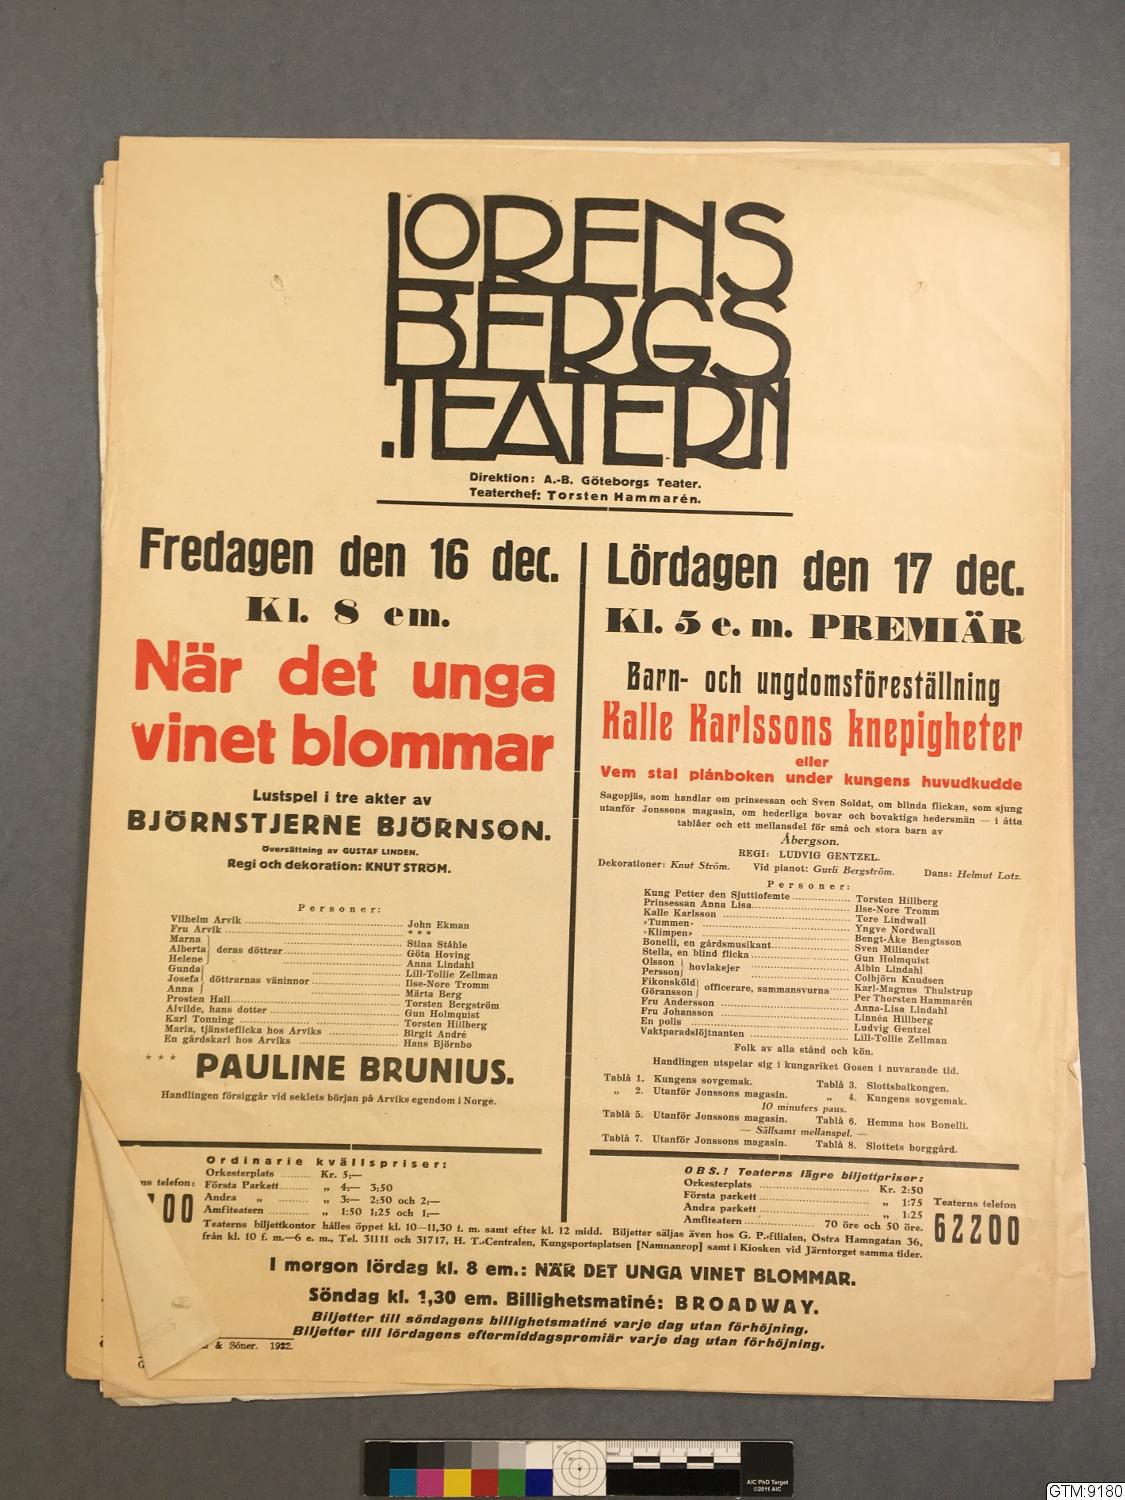 LORENS
BERGS
.TEATERN
Direktion: A.-B. Göteborgs Teater.
Teaterchef: Torsten Hammarén.
Fredagen den 16 dec.
Kl. 8 em.
När det unga
vinet blommar
Lustspel i tre akter av
BJÖRNSTJERNE BJÖRNSON.
Översättning av GUSTAF LINDEN.
Regi och dekoration: KNUT STRÖM.
Personer:
Vilhelm Arvik John Ekman
Fru Arvik * * *
Marna Stina Ståhle
Alberta deras döttrar Göta Hoving
Helene Anna Lindahl
Gunda Lill-Tollie Zellman
Josefa döttrarnas väninnor Ilse-Nore Tromm
Anna Märta Berg
Prosten Hall Torsten Bergström
Alvilde, hans dotter Gun Holmquist
Karl Tonning Torsten Hillberg
Maria, tjänsteflicka hos Arviks Birgit André
En gårdskarl hos Arviks Hans Björnbo
* * * PAULINE BRUNIUS.
Handlingen försiggår vid seklets början på Arviks egendom i Norge.
Lördagen den 17 dec.
Kl. 5 e. m. PREMIÄR
Barn- och ungdomsföreställning
Kalle Karlssons knepigheter
eller
Vem stal plånboken under kungens huvudkudde
Sagopjäs, som handlar om prinsessan och Sven Soldat, om blinda flickan, som sjung
utanför Jonssons magasin, om hederliga bovar och bovaktiga hedersmän — i åtta
tablåer och ett mellansdel för små och stora barn av
Åbergson.
REGI: LUDVIG GENTZEL.
Dekorationer: Knut Ström. Vid pianot: Gurli Bergström. Dans: Helmut Lotz.
Personer:
Kung Petter den Sjuttiofemte Torsten Hillberg
Prinsessan Anna Lisa Ilse-Nore Tromm
Kalle Karlsson Tore Lindwall
»Tummen» Yngve Nordwall
»Klimpen» Bengt-Åke Bengtsson
Bonelli, en gårdsmusikant Sven Miliander
Stella, en blind flicka Gun Holmquist
Olsson hovlakejer Albin Lindahl
Persson Colbjörn Knudsen
Fikonsköld officerare, sammansvurna Karl-Magnus Thulstrup
Göransson Per Thorsten Hammarén
Fru Andersson Anna-Lisa Lindahl
Fru Johansson Linnéa Hillberg
En polis Ludvig Gentzel
Vaktparadslöjtnanten Lill-Tollie Zellman
Folk av alla stånd och kön.
Handlingen utspelar sig i kungariket Gosen i nuvarande tid.
Tablå 1. Kungens sovgemak. Tablå 3. Slottsbalkongen.
„ 2. Utanför Jonssons magasin. „ 4. Kungens sovgemak.
10 minuters paus.
Tablå 5. Utanför Jonssons magasin. Tablå 6. Hemma hos Bonelli.
— Sällsamt mellanspel. —
Tablå 7. Utanför Jonssons magasin. Tablå 8. Slottets borggård.
Ordinarie kvällspriser:
Orkesterplats Kr. 5;—
Första Parkett „ 4;— 3;50
Andra „ „ 3:— 2:50 och 2;—
Amfiteatern „ 1:50 1:25 och 1;—
ns telefon:
00
OBS.! Teaterns lägre biljettpriser:
Orkesterplats Kr. 2:50
Första parkett „ 1:75
Andra parkett „ 1:25
Amfiteatern 70 öre och 50 öre.
Teaterns telefon
62200
Teaterns biljettkontor hålles öppet kl. 10—11,30 f. m. samt efter kl. 12 midd. Biljetter säljas även hos G. P.-filialen, Östra Hamngatan 36,
från kl. 10 f. m.—6 e. m., Tel. 31111 och 31717, H. T.-Centralen, Kungsportsplatsen [Namnanrop] samt i Kiosken vid Järntorget samma tider.
I morgon lördag kl. 8 em.: NÄR DET UNGA VINET BLOMMAR.
Söndag kl. 1,30 em. Billighetsmatiné: BROADWAY.
Biljetter till söndagens billighetsmatiné varje dag utan förhöjning.
Biljetter till lördagens eftermiddagspremiär varje dag utan förhöjning.
& Söner. 1932.
AIC PhD Target
©2011 AIC
GTM:9180